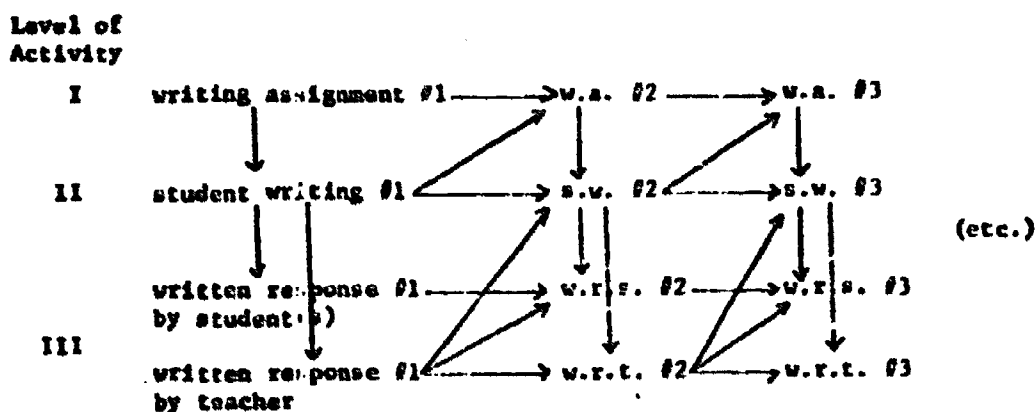 Level of
Activity
I writing assignment #1 w.a. #2 w.a. #3
II student writing #1 s.w. #2 s.w. #3
(etc.)
written response #1 w.r.s. #2 w.r.s. #3
by student(s)
III
written response #1 w.r.t. #2 w.r.t. #3
by teacher